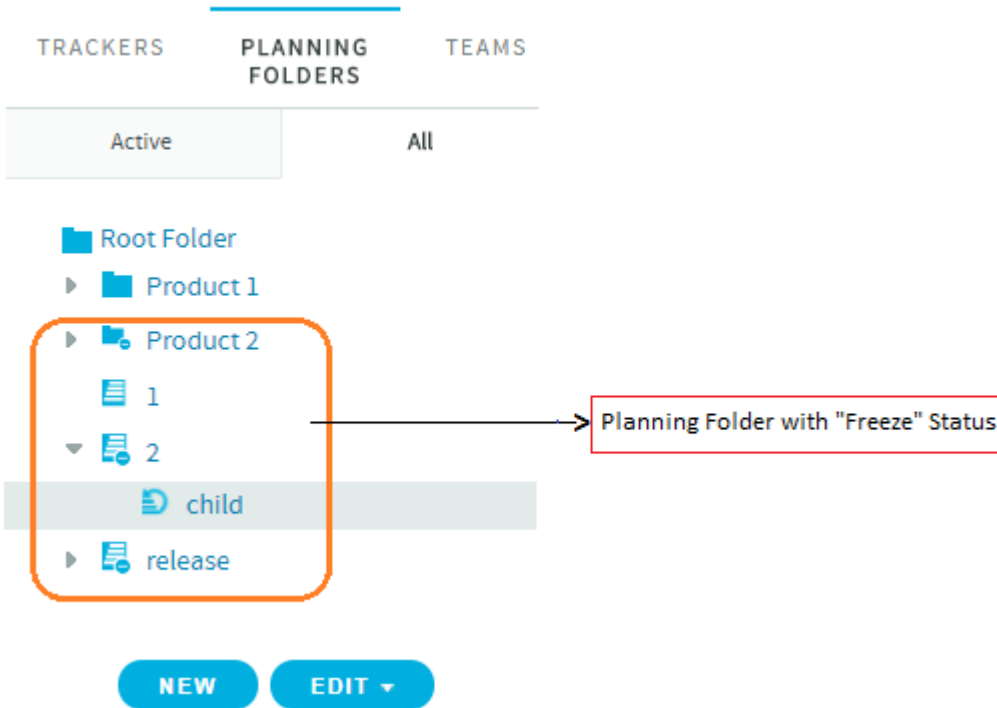 TRACKERS PLANNING FOLDERS TEAMS
Active All
Root Folder
Product 1
Product 2
1
Planning Folder with "Freeze" Status
2
child
release
NEW EDIT